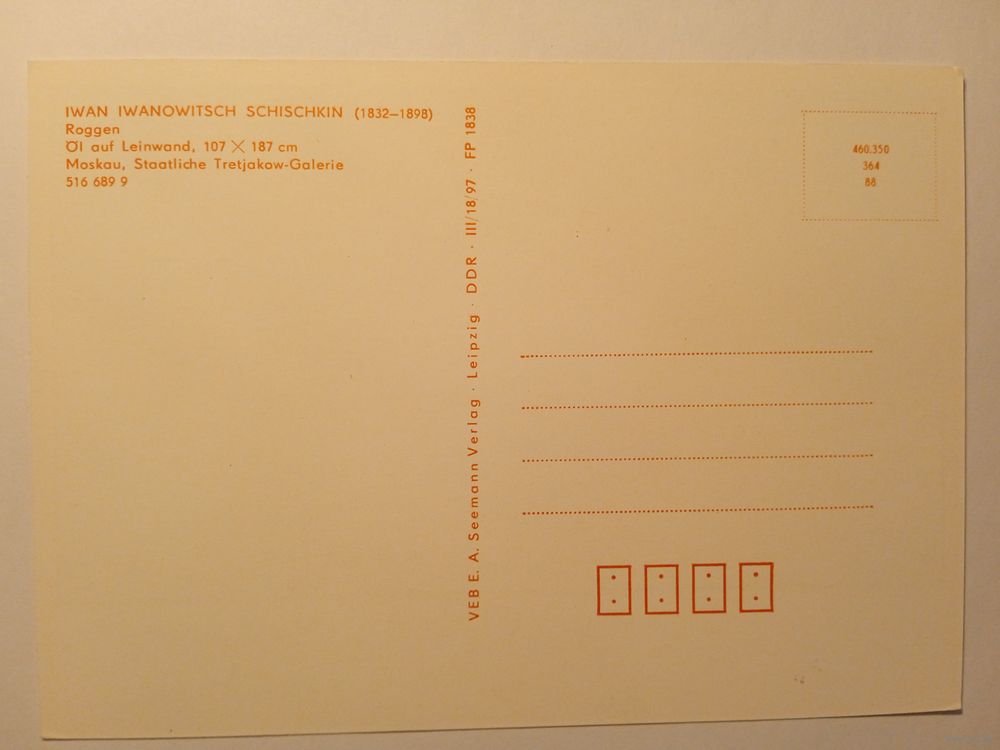 IWAN IWANOWITSCH SCHISCHKIN (1832—1898)
Roggen
Öl auf Leinwand, 107 × 187 cm
Moskau, Staatliche Tretjakow-Galerie
516 689 9
VEB E. A. Seemann Verlag · Leipzig · DDR · III/18/97 · FP 1838
460.350
364
88